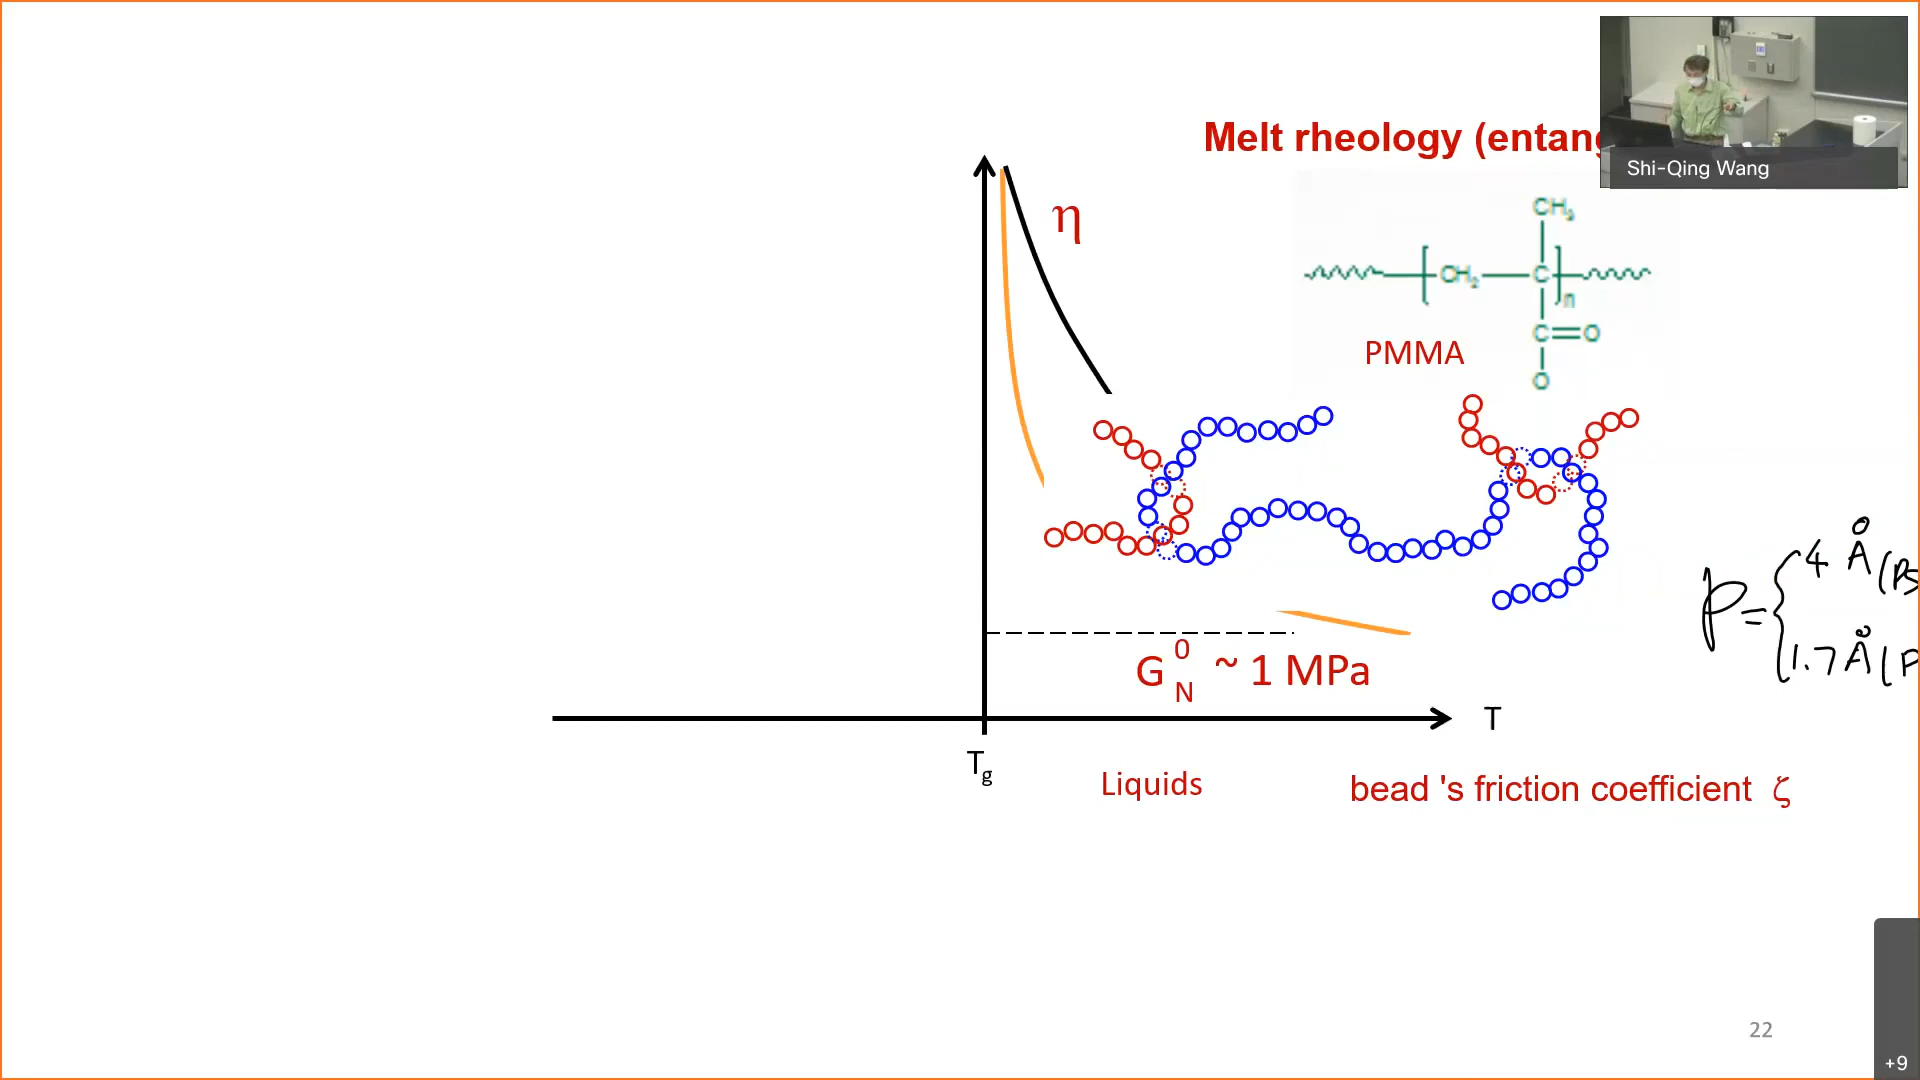 Melt rheology (entang
Shi-Qing Wang
η
CH3
CH2
C
n
C=O
O
PMMA
p = 4 Å (PS
1.7 Å (P
G 0 N ~ 1 MPa
T
Tg
Liquids
bead 's friction coefficient ζ
22
+9